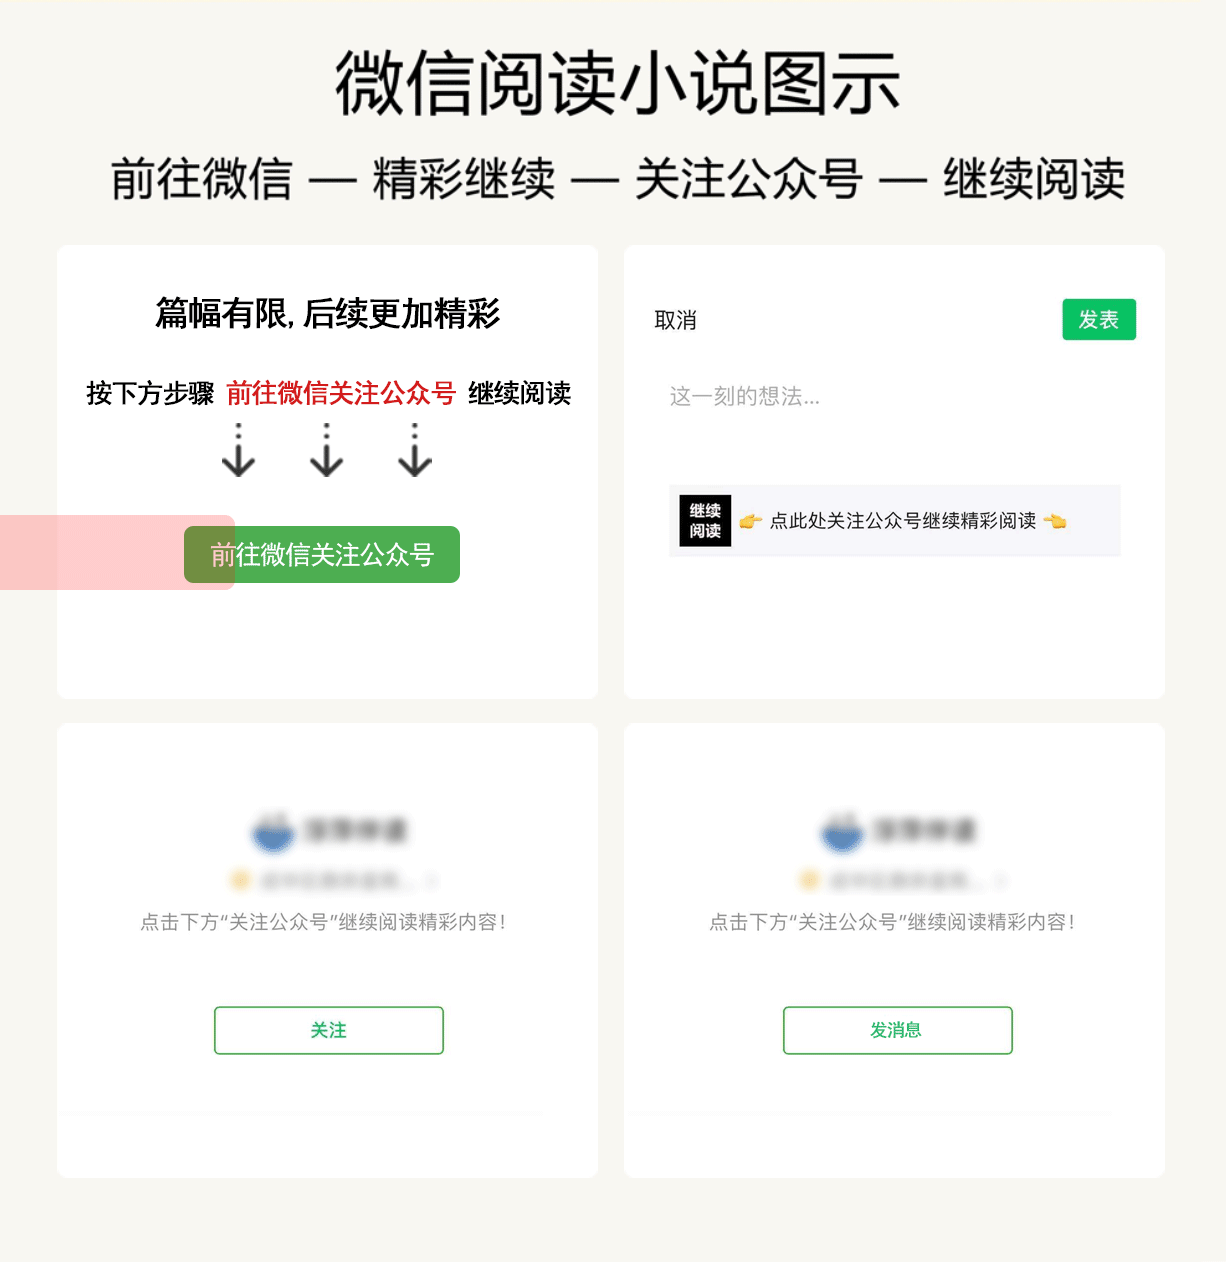 微信阅读小说图示
前往微信 — 精彩继续 — 关注公众号 — 继续阅读
篇幅有限, 后续更加精彩
按下方步骤 前往微信关注公众号 继续阅读
前往微信关注公众号
取消
发表
这一刻的想法...
继续
阅读
👉 点此处关注公众号继续精彩阅读 👈
点击下方“关注公众号”继续阅读精彩内容!
关注
点击下方“关注公众号”继续阅读精彩内容!
发消息